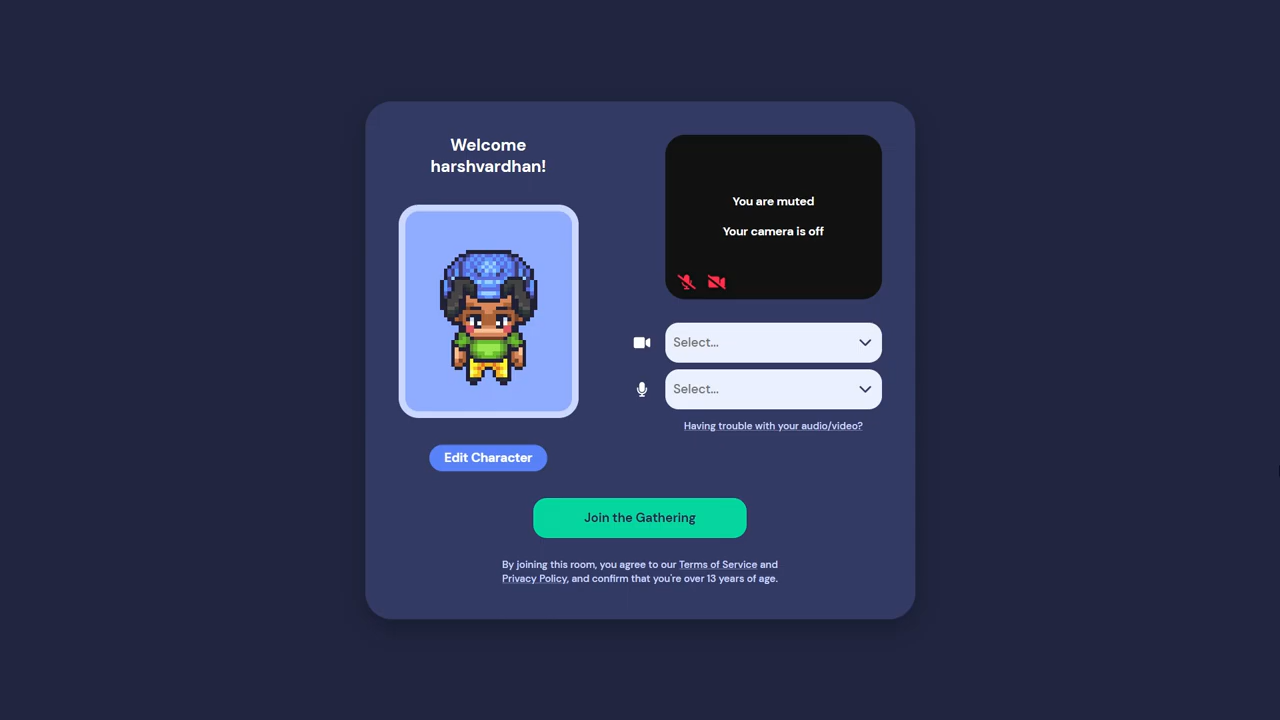 Welcome
harshvardhan!
Edit Character
You are muted
Your camera is off
Select...
Select...
Having trouble with your audio/video?
Join the Gathering
By joining this room, you agree to our Terms of Service and
Privacy Policy, and confirm that you're over 13 years of age.